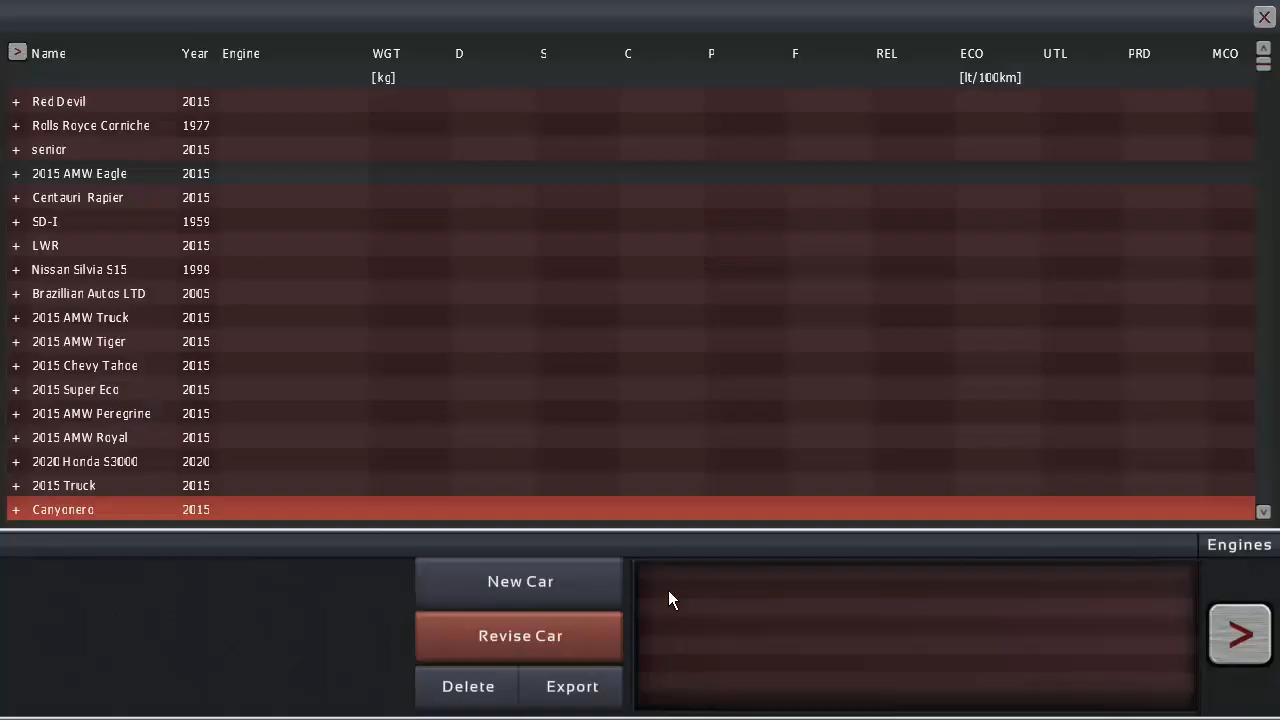 X
> Name Year Engine WGT D S C P F REL ECO UTL PRD MCO
[kg] [lt/100km]
+ Red Devil 2015
+ Rolls Royce Corniche 1977
+ senior 2015
+ 2015 AMW Eagle 2015
+ Centauri Rapier 2015
+ SD-I 1959
+ LWR 2015
+ Nissan Silvia S15 1999
+ Brazillian Autos LTD 2005
+ 2015 AMW Truck 2015
+ 2015 AMW Tiger 2015
+ 2015 Chevy Tahoe 2015
+ 2015 Super Eco 2015
+ 2015 AMW Peregrine 2015
+ 2015 AMW Royal 2015
+ 2020 Honda S3000 2020
+ 2015 Truck 2015
+ Canyonero 2015
Engines
New Car
Revise Car
>
Delete Export